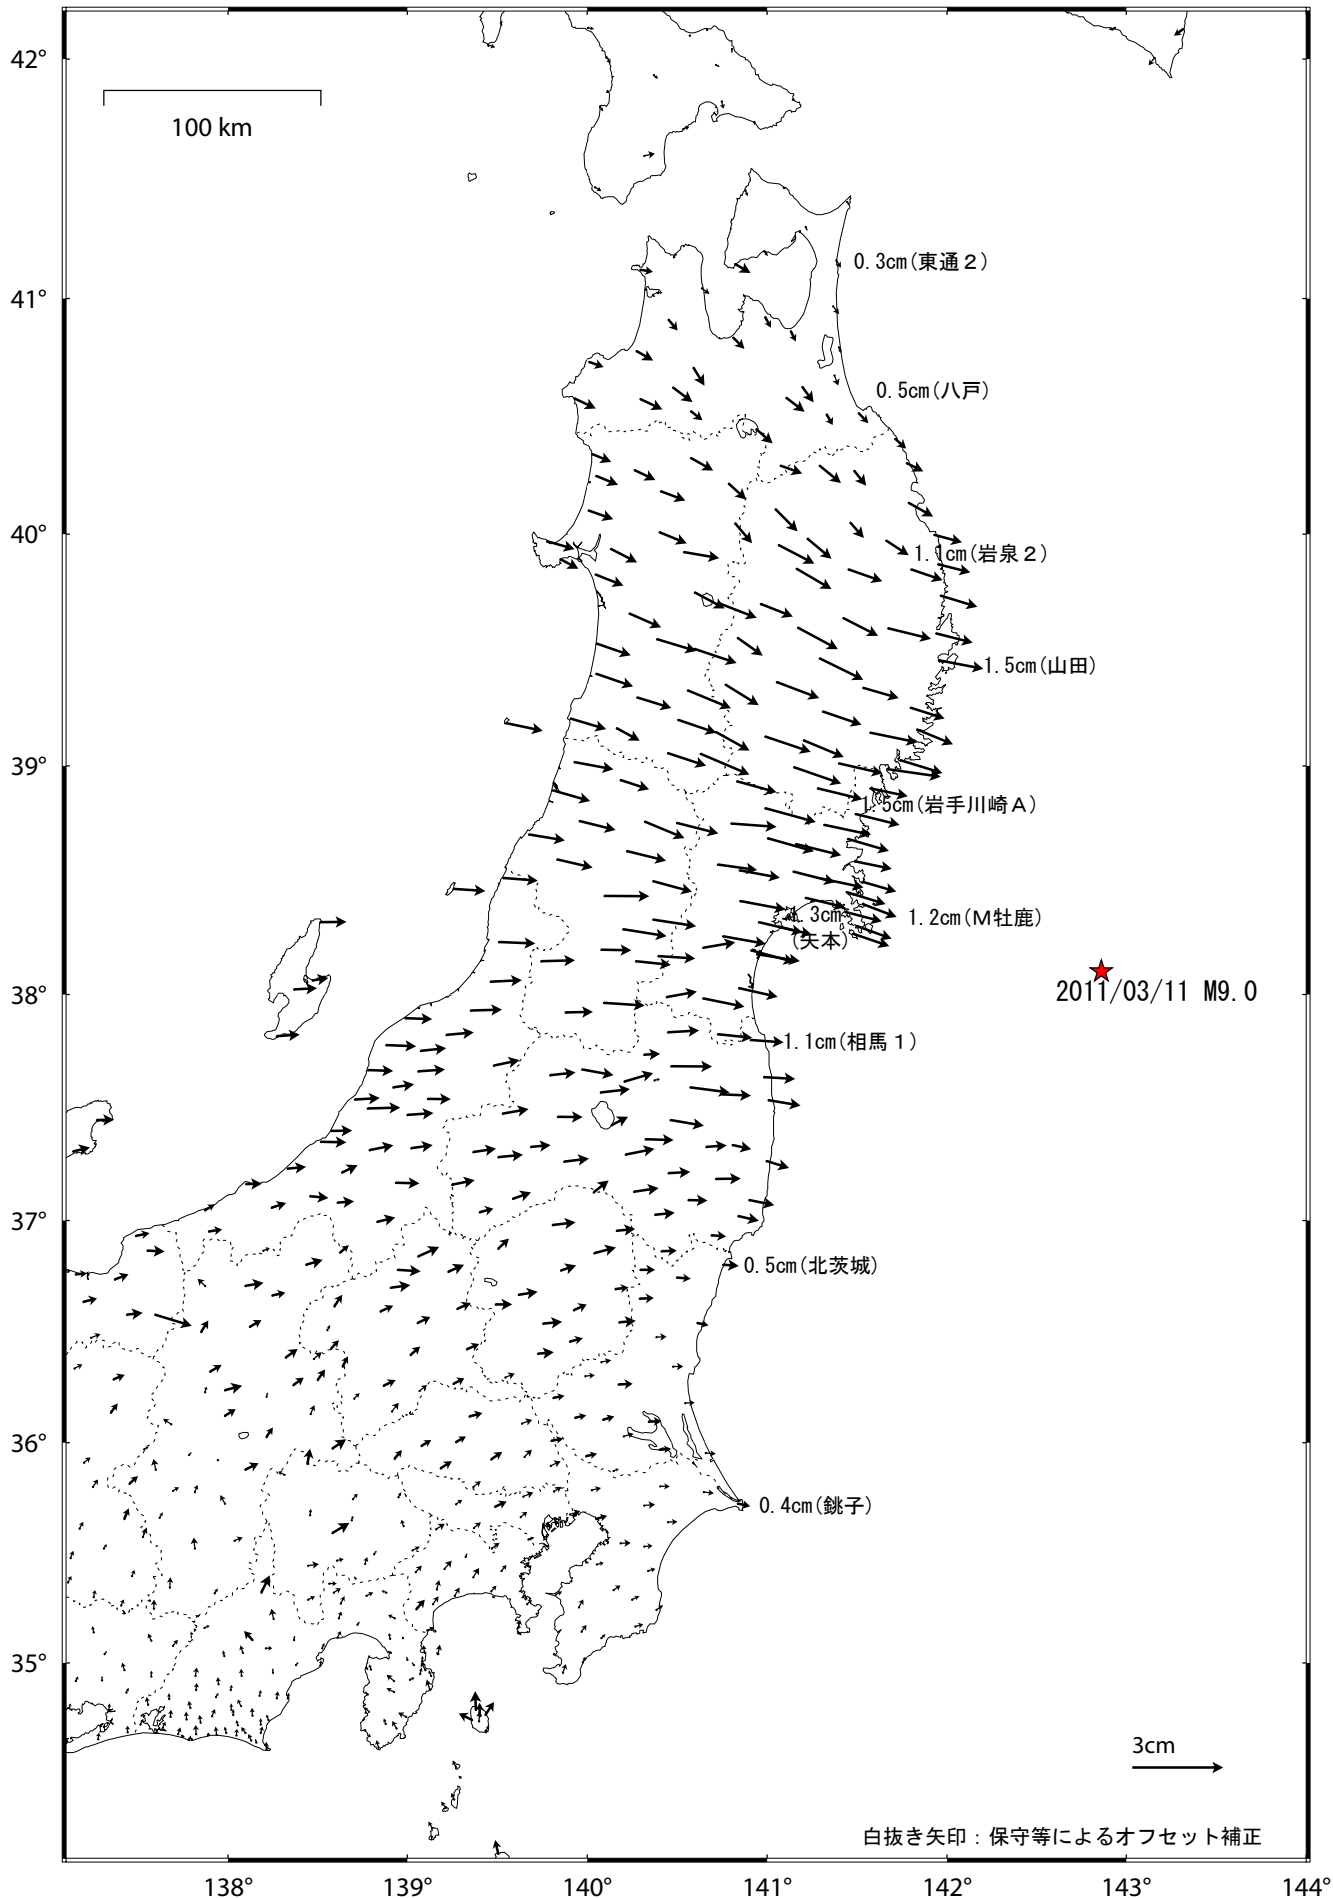 42°
100 km
0.3cm(東通２)
41°
0.5cm(八戸)
40°
1.1cm(岩泉２)
1.5cm(山田)
39°
1.5cm(岩手川崎Ａ)
1.3cm
(矢本)
1.2cm(Ｍ牡鹿)
38°
2011/03/11 M9.0
1.1cm(相馬１)
37°
0.5cm(北茨城)
36°
0.4cm(銚子)
35°
3cm
白抜き矢印：保守等によるオフセット補正
138°
139°
140°
141°
142°
143°
144°